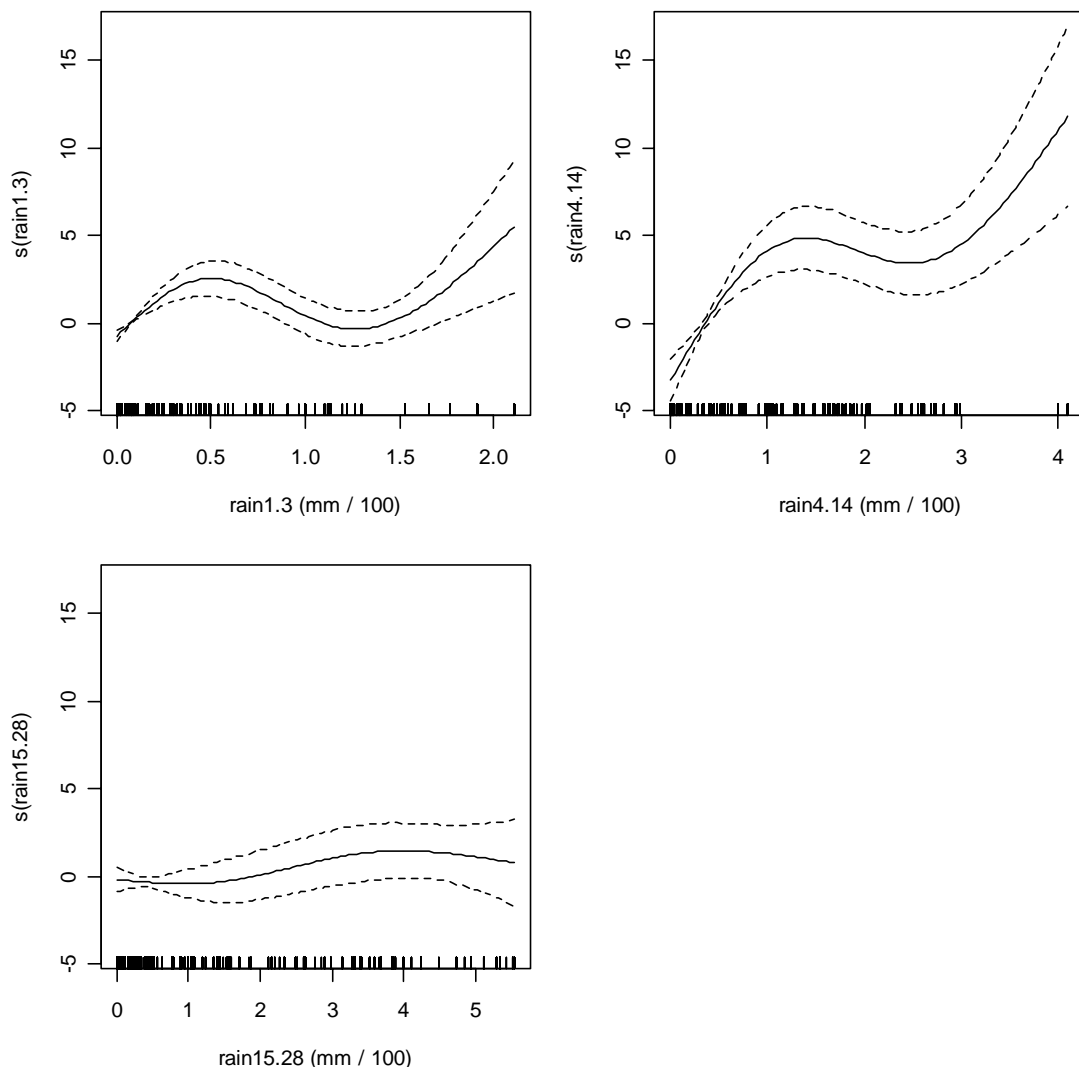 15
10
5
0
-5
s(rain1.3)
0.0 0.5 1.0 1.5 2.0
rain1.3 (mm / 100)
15
10
5
0
-5
s(rain4.14)
0 1 2 3 4
rain4.14 (mm / 100)
15
10
5
0
-5
s(rain15.28)
0 1 2 3 4 5
rain15.28 (mm / 100)